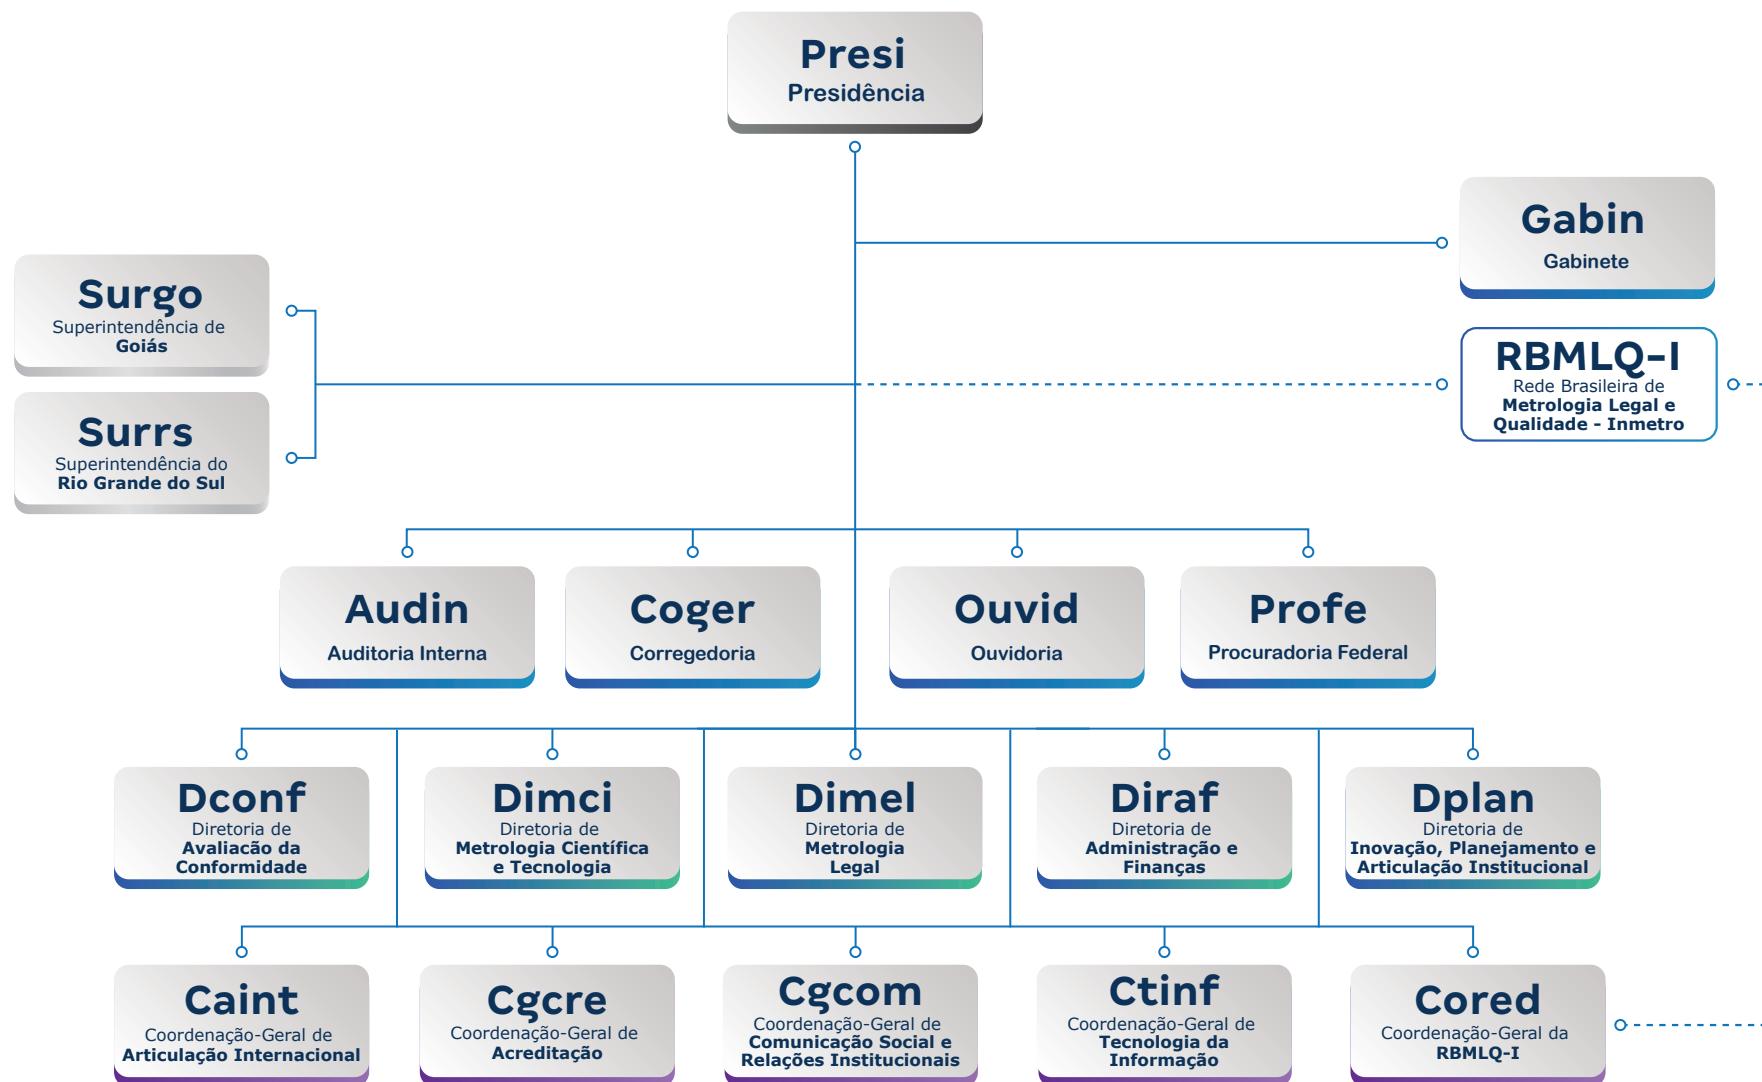 Presi
Presidência
Gabin
Gabinete
Surgo
Superintendência de
Goiás
RBMLQ-I
Rede Brasileira de
Metrologia Legal e
Qualidade - Inmetro
Surrs
Superintendência do
Rio Grande do Sul
Audin
Auditoria Interna
Coger
Corregedoria
Ouvid
Ouvidoria
Profe
Procuradoria Federal
Dconf
Diretoria de
Avaliação da
Conformidade
Dimci
Diretoria de
Metrologia Científica
e Tecnologia
Dimel
Diretoria de
Metrologia
Legal
Diraf
Diretoria de
Administração e
Finanças
Dplan
Diretoria de
Inovação, Planejamento e
Articulação Institucional
Caint
Coordenação-Geral de
Articulação Internacional
Cgcre
Coordenação-Geral de
Acreditação
Cgcom
Coordenação-Geral de
Comunicação Social e
Relações Institucionais
Ctinf
Coordenação-Geral de
Tecnologia da
Informação
Cored
Coordenação-Geral da
RBMLQ-I